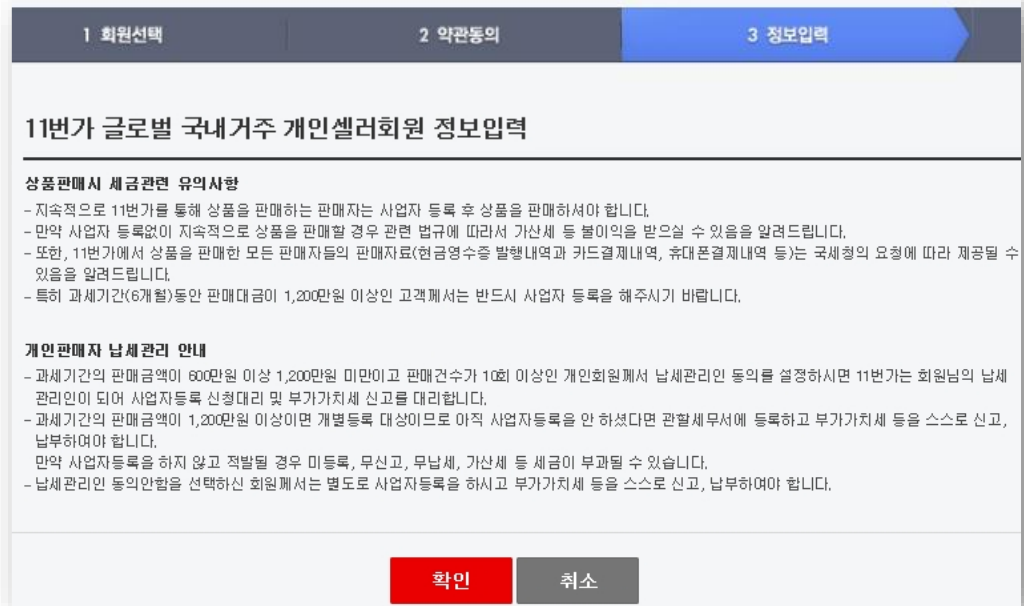 1 회원선택
2 약관동의
3 정보입력
11번가 글로벌 국내거주 개인셀러회원 정보입력
상품판매시 세금관련 유의사항
- 지속적으로 11번가를 통해 상품을 판매하는 판매자는 사업자 등록 후 상품을 판매하셔야 합니다.
- 만약 사업자 등록없이 지속적으로 상품을 판매할 경우 관련 법규에 따라서 가산세 등 불이익을 받으실 수 있음을 알려드립니다.
- 또한, 11번가에서 상품을 판매한 모든 판매자들의 판매자료(현금영수증 발행내역과 카드결제내역, 휴대폰결제내역 등)는 국세청의 요청에 따라 제공될 수
있음을 알려드립니다.
- 특히 과세기간(6개월)동안 판매대금이 1,200만원 이상인 고객께서는 반드시 사업자 등록을 해주시기 바랍니다.
개인판매자 납세관리 안내
- 과세기간의 판매금액이 600만원 이상 1,200만원 미만이고 판매건수가 10회 이상인 개인회원께서 납세관리인 동의를 설정하시면 11번가는 회원님의 납세
관리인이 되어 사업자등록 신청대리 및 부가가치세 신고를 대리합니다.
- 과세기간의 판매금액이 1,200만원 이상이면 개별등록 대상이므로 아직 사업자등록을 안 하셨다면 관할세무서에 등록하고 부가가치세 등을 스스로 신고,
납부하여야 합니다.
만약 사업자등록을 하지 않고 적발될 경우 미등록, 무신고, 무납세, 가산세 등 세금이 부과될 수 있습니다.
- 납세관리인 동의안함을 선택하신 회원께서는 별도로 사업자등록을 하시고 부가가치세 등을 스스로 신고, 납부하여야 합니다.
확인
취소